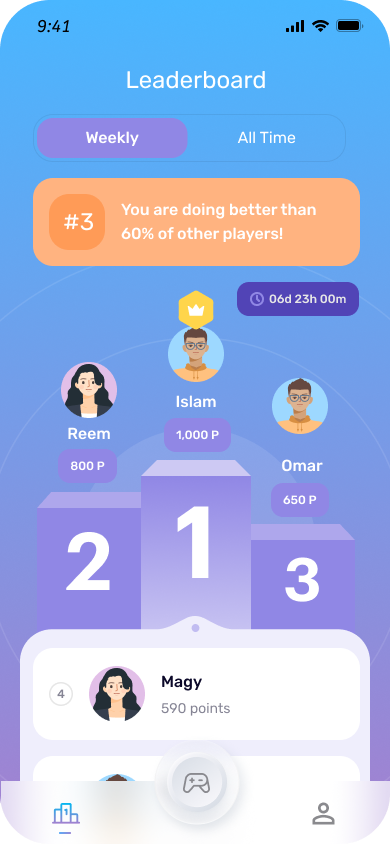 9:41
Leaderboard
Weekly
All Time
#3
You are doing better than
60% of other players!
06d 23h 00m
Islam
1,000 P
Reem
800 P
Omar
650 P
2
1
3
4
Magy
590 points
1